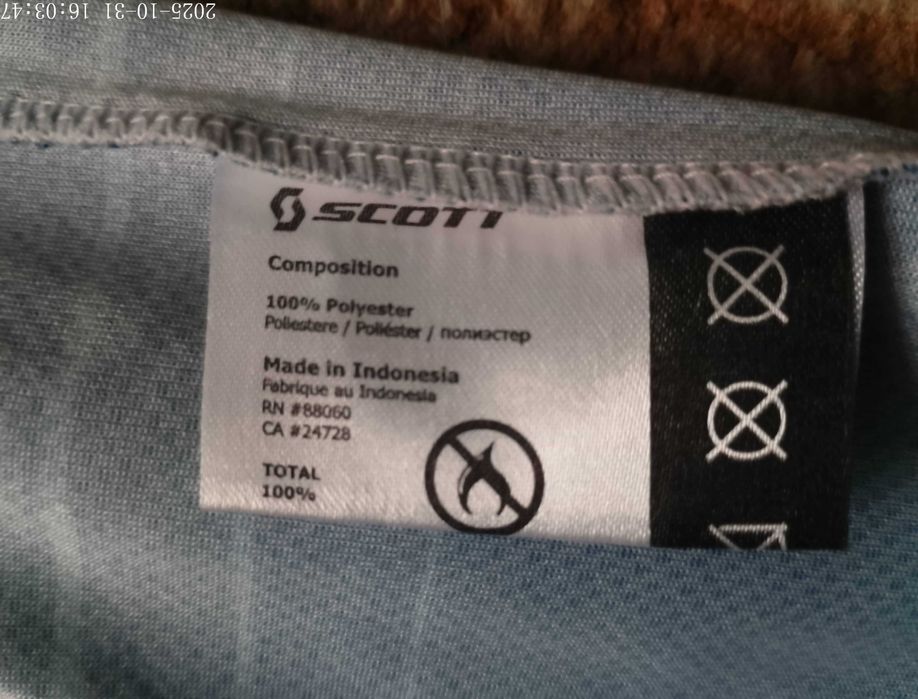 2025-10-31 16:03:47
SCOTT
Composition
100% Polyester
Poliestere / Poliéster / полиэстер
Made in Indonesia
Fabrique au Indonesia
RN #88060
CA #24728
TOTAL
100%